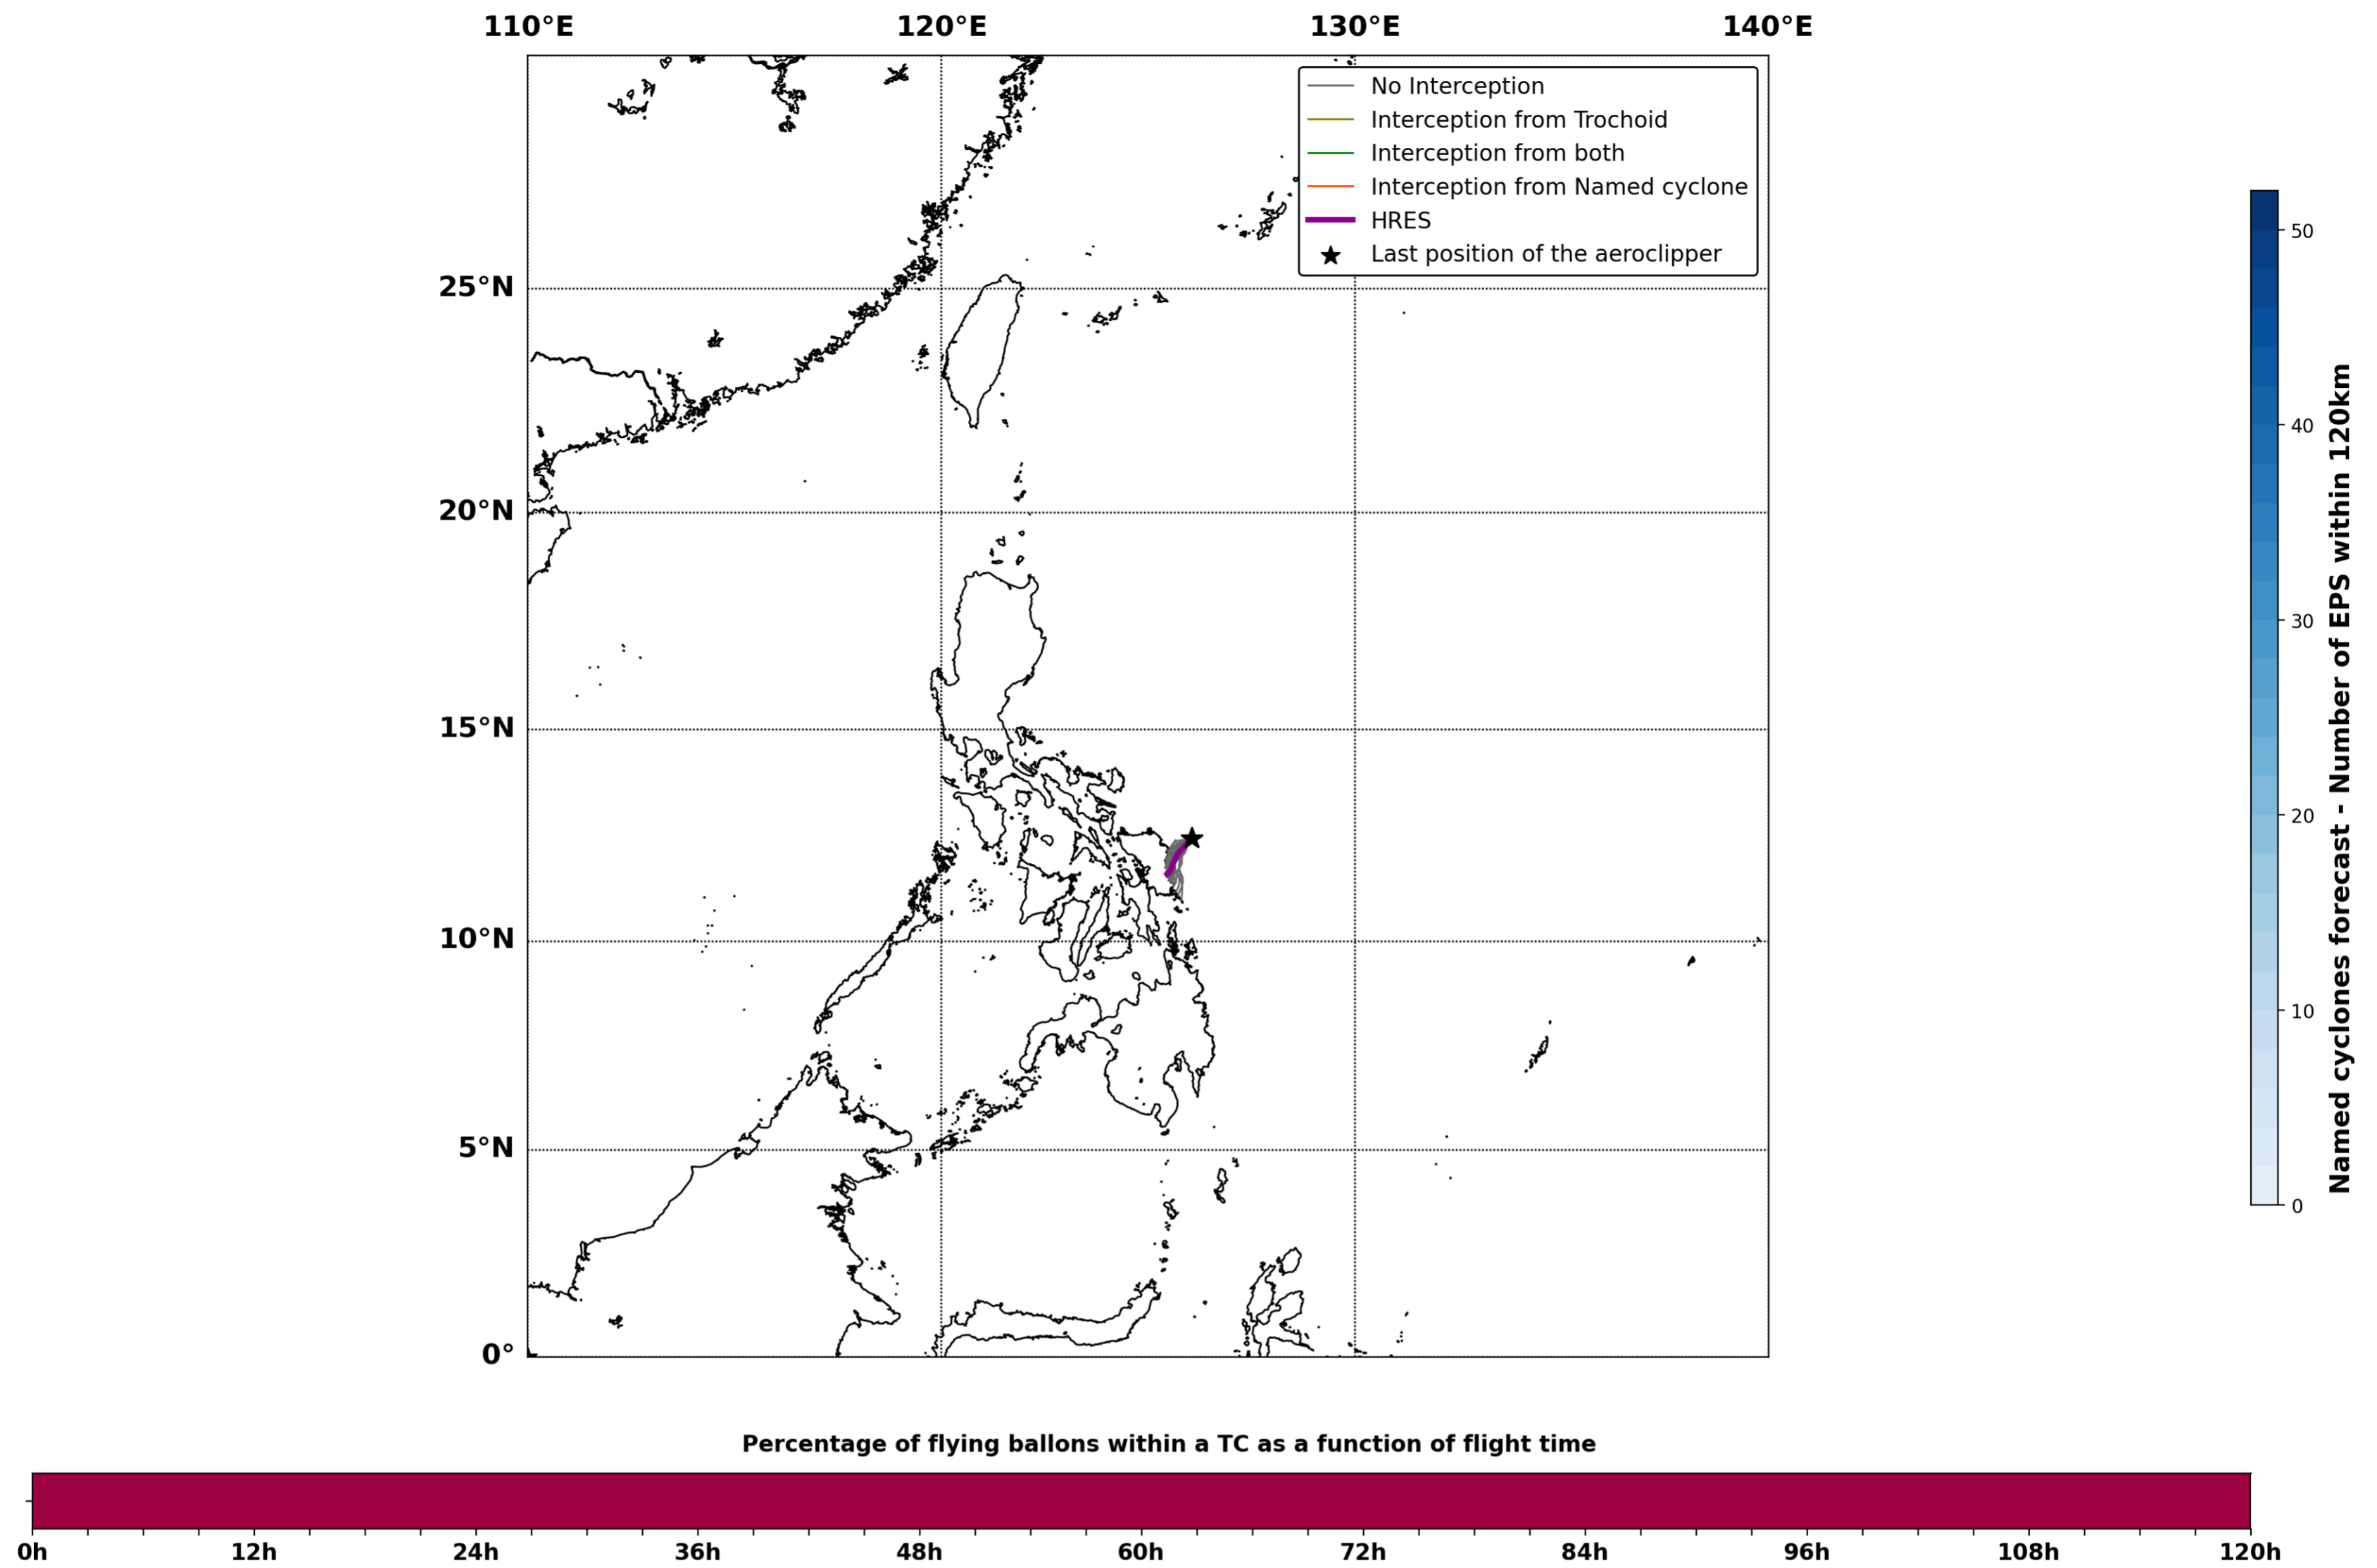 110°E 120°E 130°E 140°E
No Interception
Interception from Trochoid
Interception from both
Interception from Named cyclone
HRES
Last position of the aeroclipper
25°N
20°N
15°N
10°N
5°N
0°
50
40
30
20
10
0
Named cyclones forecast - Number of EPS within 120km
Percentage of flying ballons within a TC as a function of flight time
0h 12h 24h 36h 48h 60h 72h 84h 96h 108h 120h